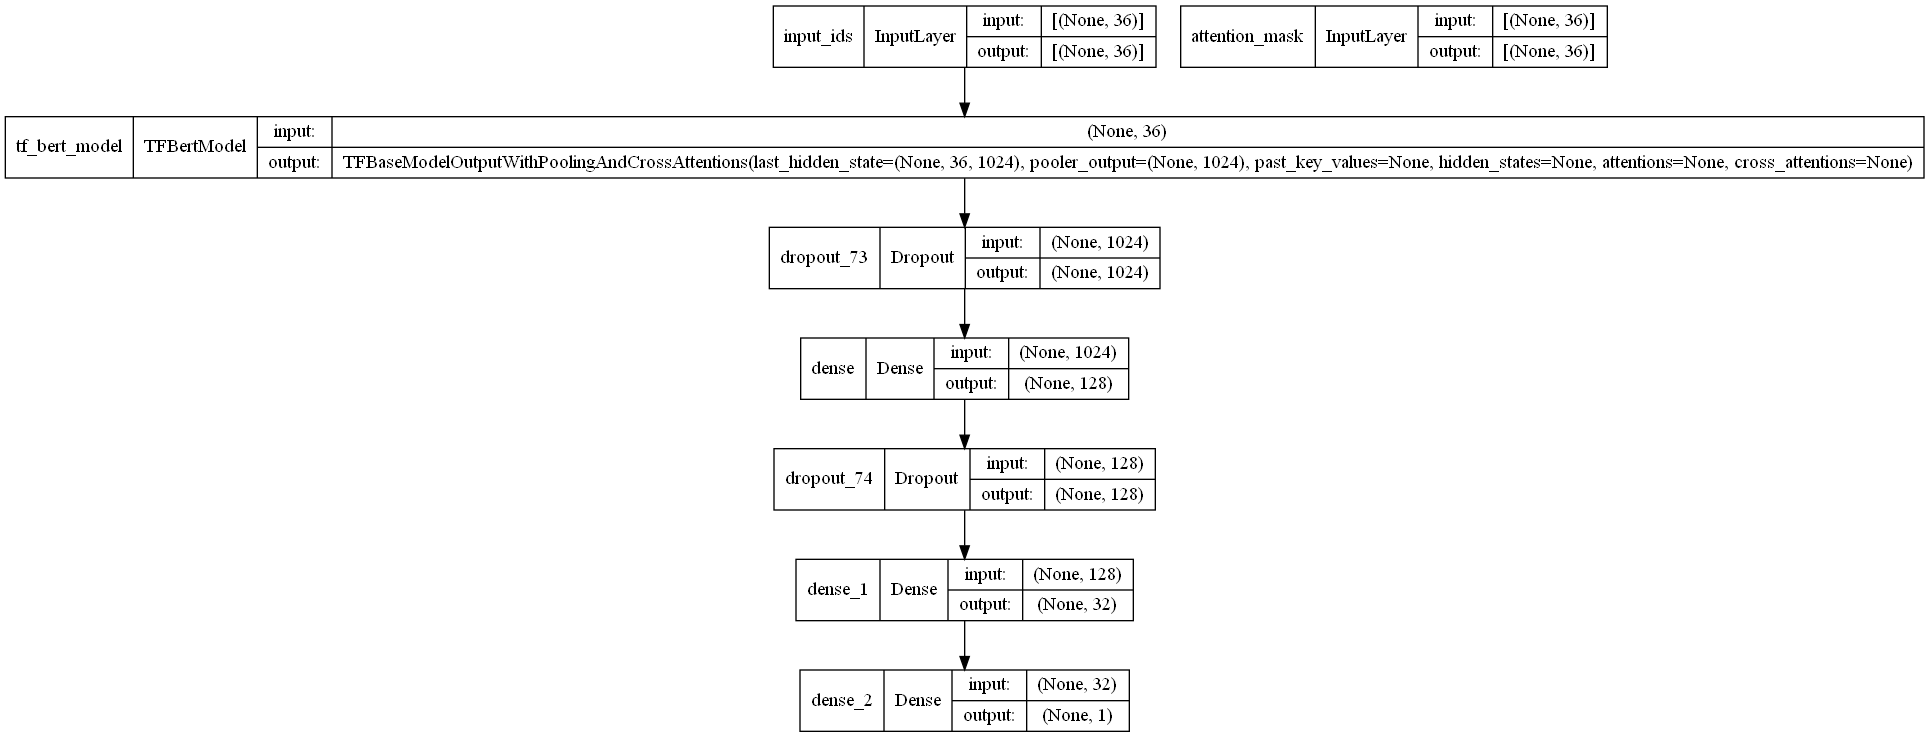 input_ids InputLayer input: [(None, 36)]
output: [(None, 36)]
attention_mask InputLayer input: [(None, 36)]
output: [(None, 36)]
tf_bert_model TFBertModel input: (None, 36)
output: TFBaseModelOutputWithPoolingAndCrossAttentions(last_hidden_state=(None, 36, 1024), pooler_output=(None, 1024), past_key_values=None, hidden_states=None, attentions=None, cross_attentions=None)
dropout_73 Dropout input: (None, 1024)
output: (None, 1024)
dense Dense input: (None, 1024)
output: (None, 128)
dropout_74 Dropout input: (None, 128)
output: (None, 128)
dense_1 Dense input: (None, 128)
output: (None, 32)
dense_2 Dense input: (None, 32)
output: (None, 1)